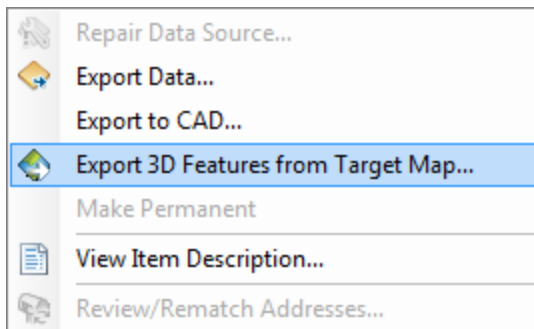 Repair Data Source...
Export Data...
Export to CAD...
Export 3D Features from Target Map...
Make Permanent
View Item Description...
Review/Rematch Addresses...